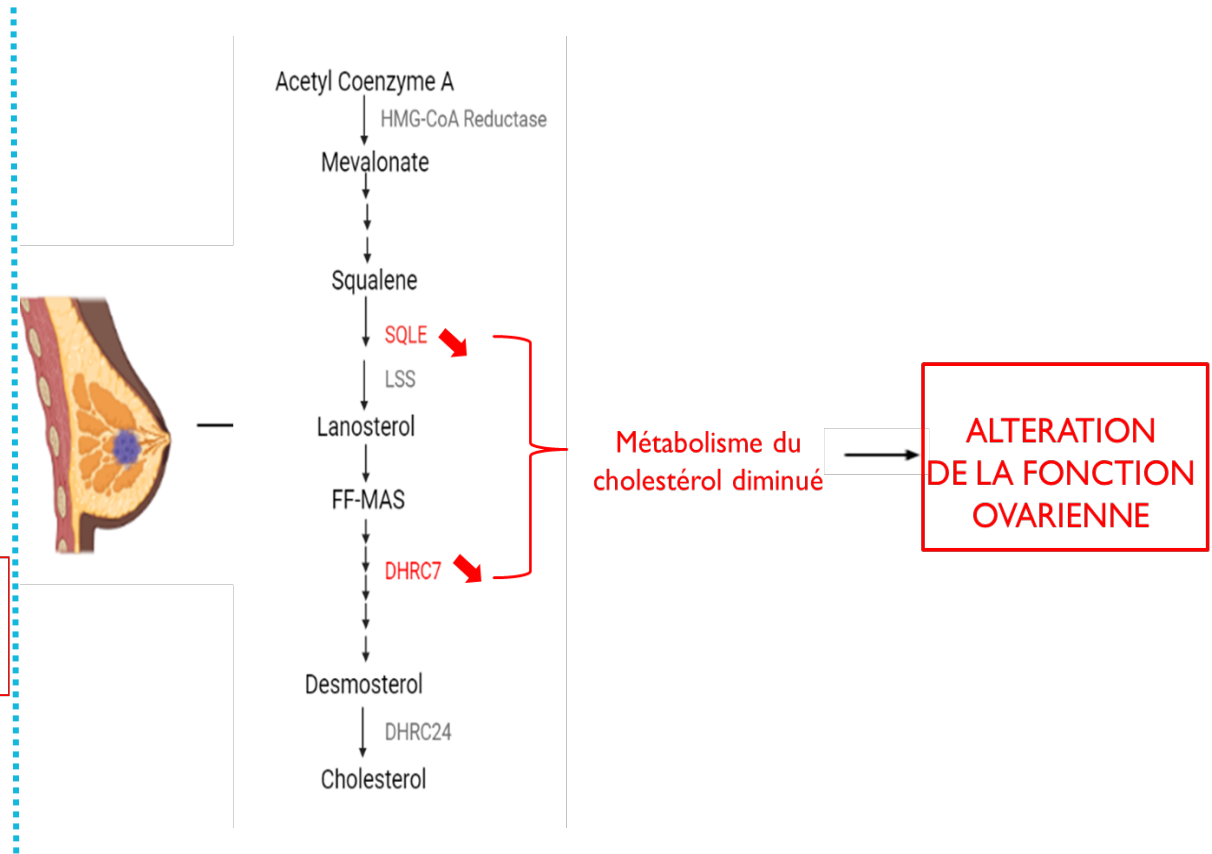 Acetyl Coenzyme A
HMG-CoA Reductase
Mevalonate
Squalene
SQLE
LSS
Lanosterol
FF-MAS
DHRC7
Desmosterol
DHRC24
Cholesterol
Métabolisme du
cholestérol diminué
ALTERATION
DE LA FONCTION
OVARIENNE